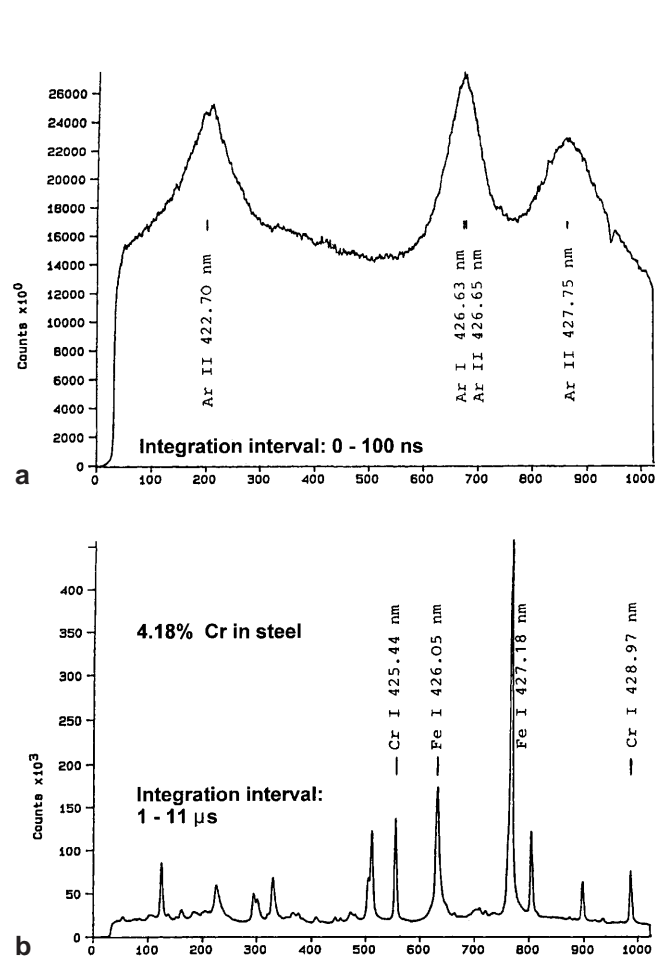 26000
24000
22000
20000
18000
16000
14000
12000
10000
8000
6000
4000
2000
0
Counts x10⁰
Ar II 422.70 nm
Ar I 426.63 nm
Ar II 426.65 nm
Ar II 427.75 nm
Integration interval: 0 - 100 ns
a
0 100 200 300 400 500 600 700 800 900 1000
400
350
300
250
200
150
100
50
0
Counts x10³
4.18% Cr in steel
Cr I 425.44 nm
Fe I 426.05 nm
Fe I 427.18 nm
Cr I 428.97 nm
Integration interval:
1 - 11 µs
b
0 100 200 300 400 500 600 700 800 900 1000